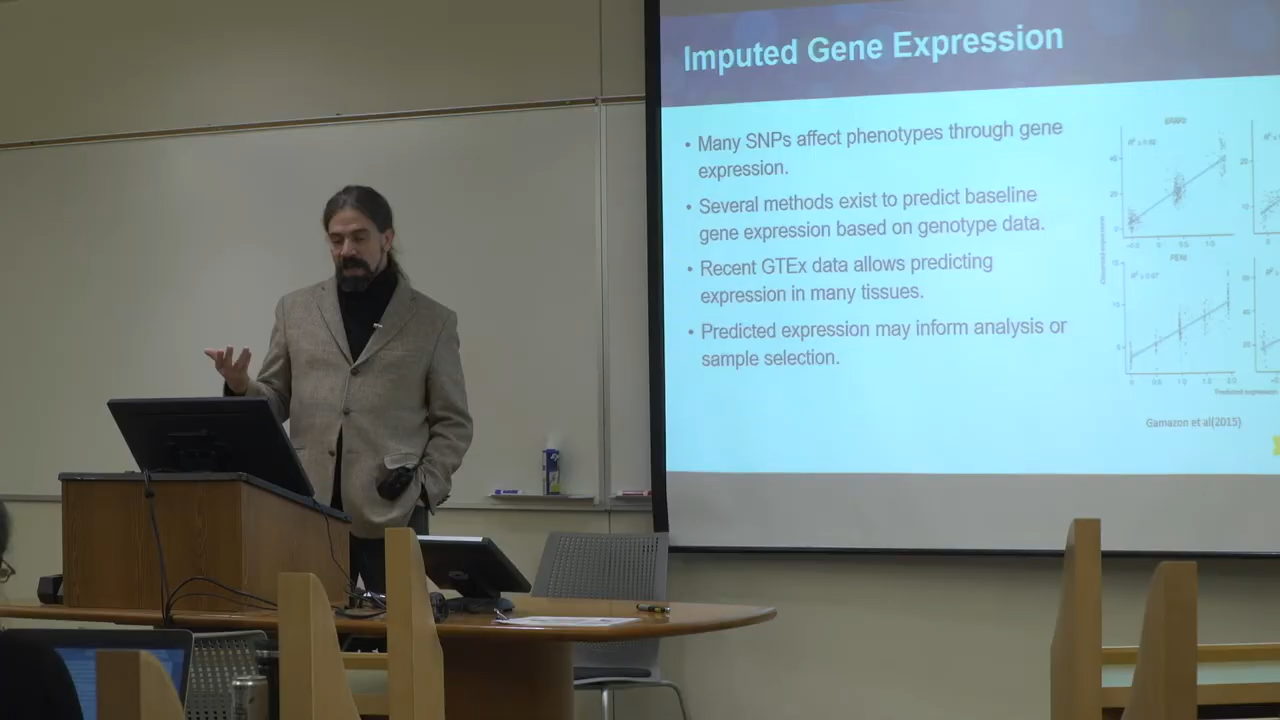 Imputed Gene Expression
• Many SNPs affect phenotypes through gene
expression.
• Several methods exist to predict baseline
gene expression based on genotype data.
• Recent GTEx data allows predicting
expression in many tissues.
• Predicted expression may inform analysis or
sample selection.
Predicted expression
Gamazon et al(2015)